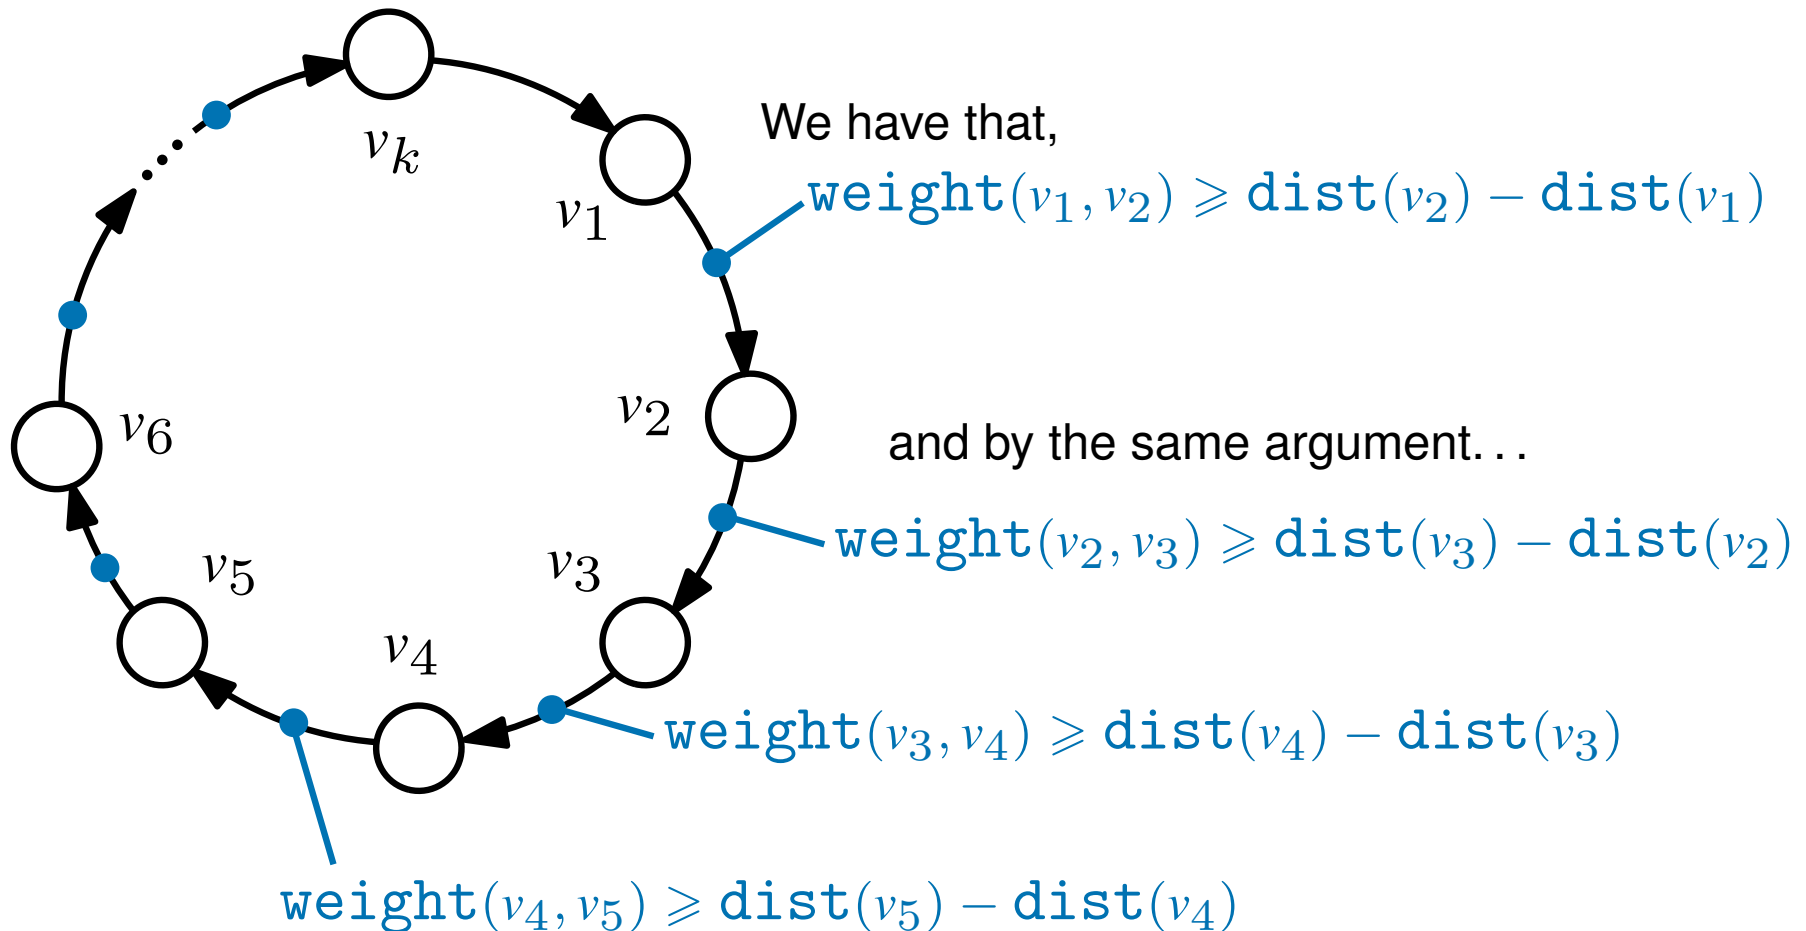 v_k
We have that,
v_1
weight(v_1, v_2) ⩾ dist(v_2) − dist(v_1)
v_2
v_6
and by the same argument. . .
weight(v_2, v_3) ⩾ dist(v_3) − dist(v_2)
v_3
v_5
v_4
weight(v_3, v_4) ⩾ dist(v_4) − dist(v_3)
weight(v_4, v_5) ⩾ dist(v_5) − dist(v_4)